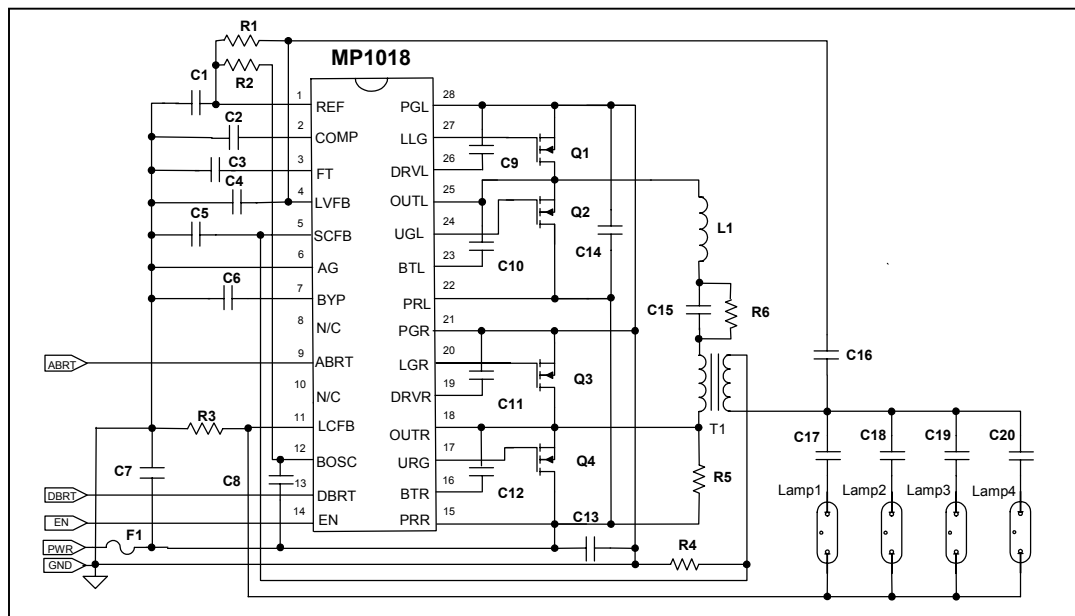 R1
MP1018
C1
R2
1 REF
PGL 28
C2
2 COMP
LLG 27
Q1
C3
3 FT
DRVL 26
C9
C4
4 LVFB
OUTL 25
Q2
L1
C5
5 SCFB
UGL 24
C14
6 AG
BTL 23
C10
C6
7 BYP
PRL 22
C15
R6
8 N/C
PGR 21
C16
ABRT
9 ABRT
LGR 20
Q3
10 N/C
DRVR 19
C11
R3
11 LCFB
OUTR 18
T1
C17
C18
C19
C20
C7
12 BOSC
URG 17
Q4
C8
R5
DBRT
13 DBRT
BTR 16
C12
Lamp1
Lamp2
Lamp3
Lamp4
EN
14 EN
PRR 15
C13
PWR
F1
R4
GND